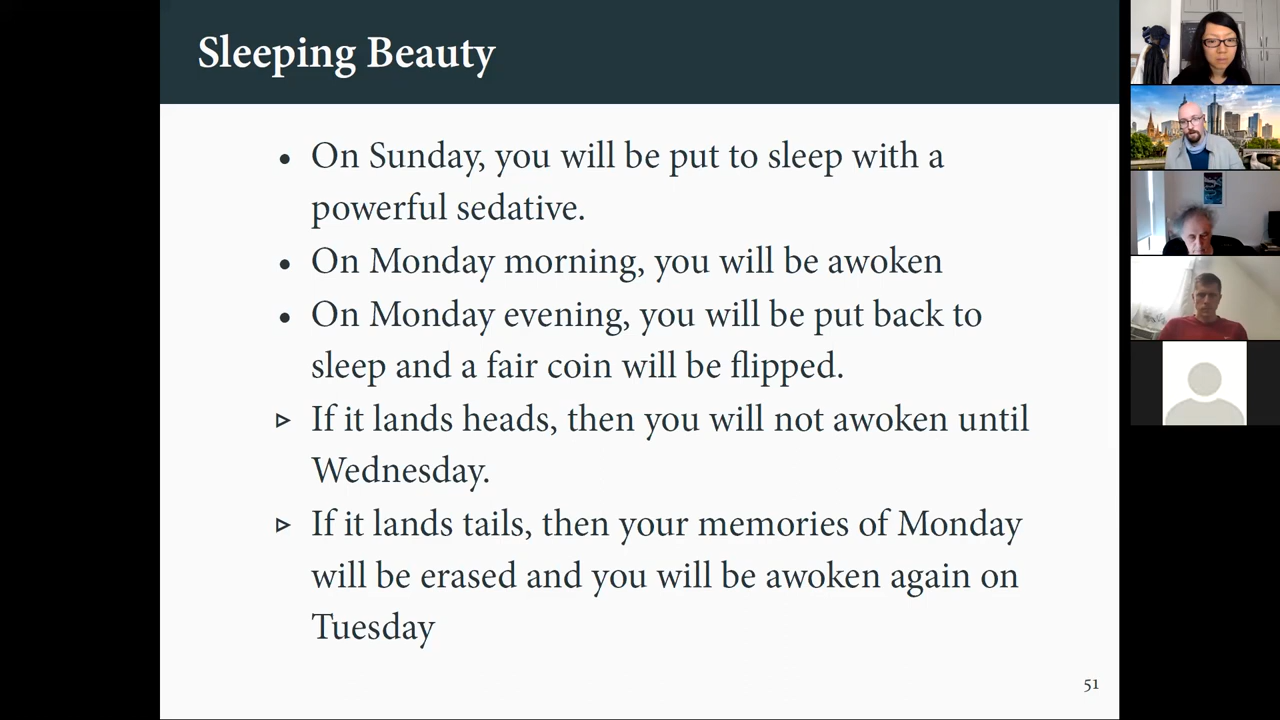 Sleeping Beauty
• On Sunday, you will be put to sleep with a
powerful sedative.
• On Monday morning, you will be awoken
• On Monday evening, you will be put back to
sleep and a fair coin will be flipped.
▹ If it lands heads, then you will not awoken until
Wednesday.
▹ If it lands tails, then your memories of Monday
will be erased and you will be awoken again on
Tuesday
51